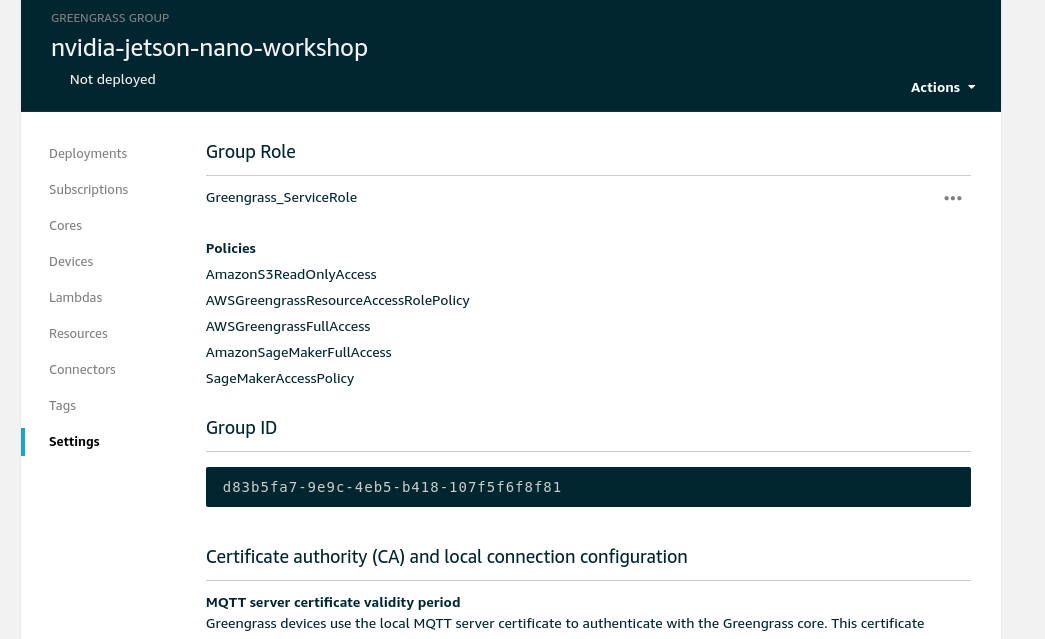 GREENGRASS GROUP
nvidia-jetson-nano-workshop
Not deployed
Actions
Deployments
Subscriptions
Cores
Devices
Lambdas
Resources
Connectors
Tags
Settings
Group Role
Greengrass_ServiceRole
Policies
AmazonS3ReadOnlyAccess
AWSGreengrassResourceAccessRolePolicy
AWSGreengrassFullAccess
AmazonSageMakerFullAccess
SageMakerAccessPolicy
Group ID
d83b5fa7-9e9c-4eb5-b418-107f5f6f8f81
Certificate authority (CA) and local connection configuration
MQTT server certificate validity period
Greengrass devices use the local MQTT server certificate to authenticate with the Greengrass core. This certificate